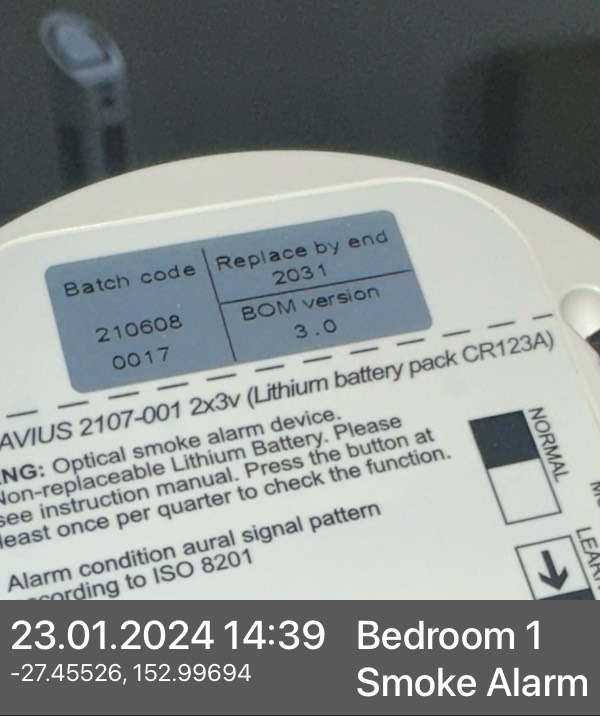 Batch code
210608
0017
Replace by end
2031
BOM version
3.0
AVIUS 2107-001 2x3v (Lithium battery pack CR123A)
NG: Optical smoke alarm device.
Non-replaceable Lithium Battery. Please
see instruction manual. Press the button at
least once per quarter to check the function.
Alarm condition aural signal pattern
cording to ISO 8201
NORMAL
LEARN
23.01.2024 14:39
-27.45526, 152.99694
Bedroom 1
Smoke Alarm